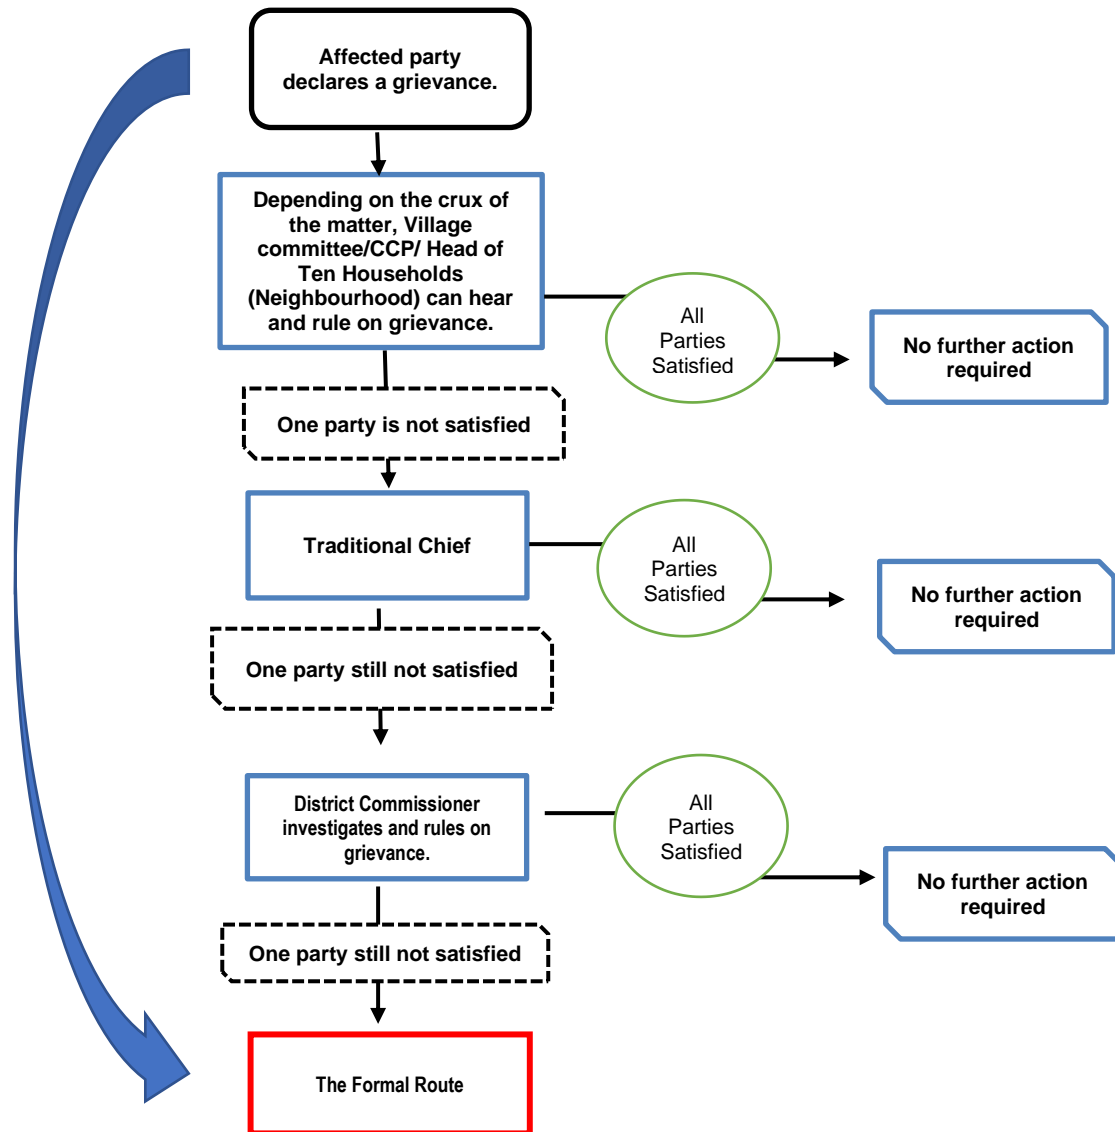 Affected party
declares a grievance.
Depending on the crux of
the matter, Village
committee/CCP/ Head of
Ten Households
(Neighbourhood) can hear
and rule on grievance.
All
Parties
Satisfied
No further action
required
One party is not satisfied
Traditional Chief
All
Parties
Satisfied
No further action
required
One party still not satisfied
District Commissioner
investigates and rules on
grievance.
All
Parties
Satisfied
No further action
required
One party still not satisfied
The Formal Route